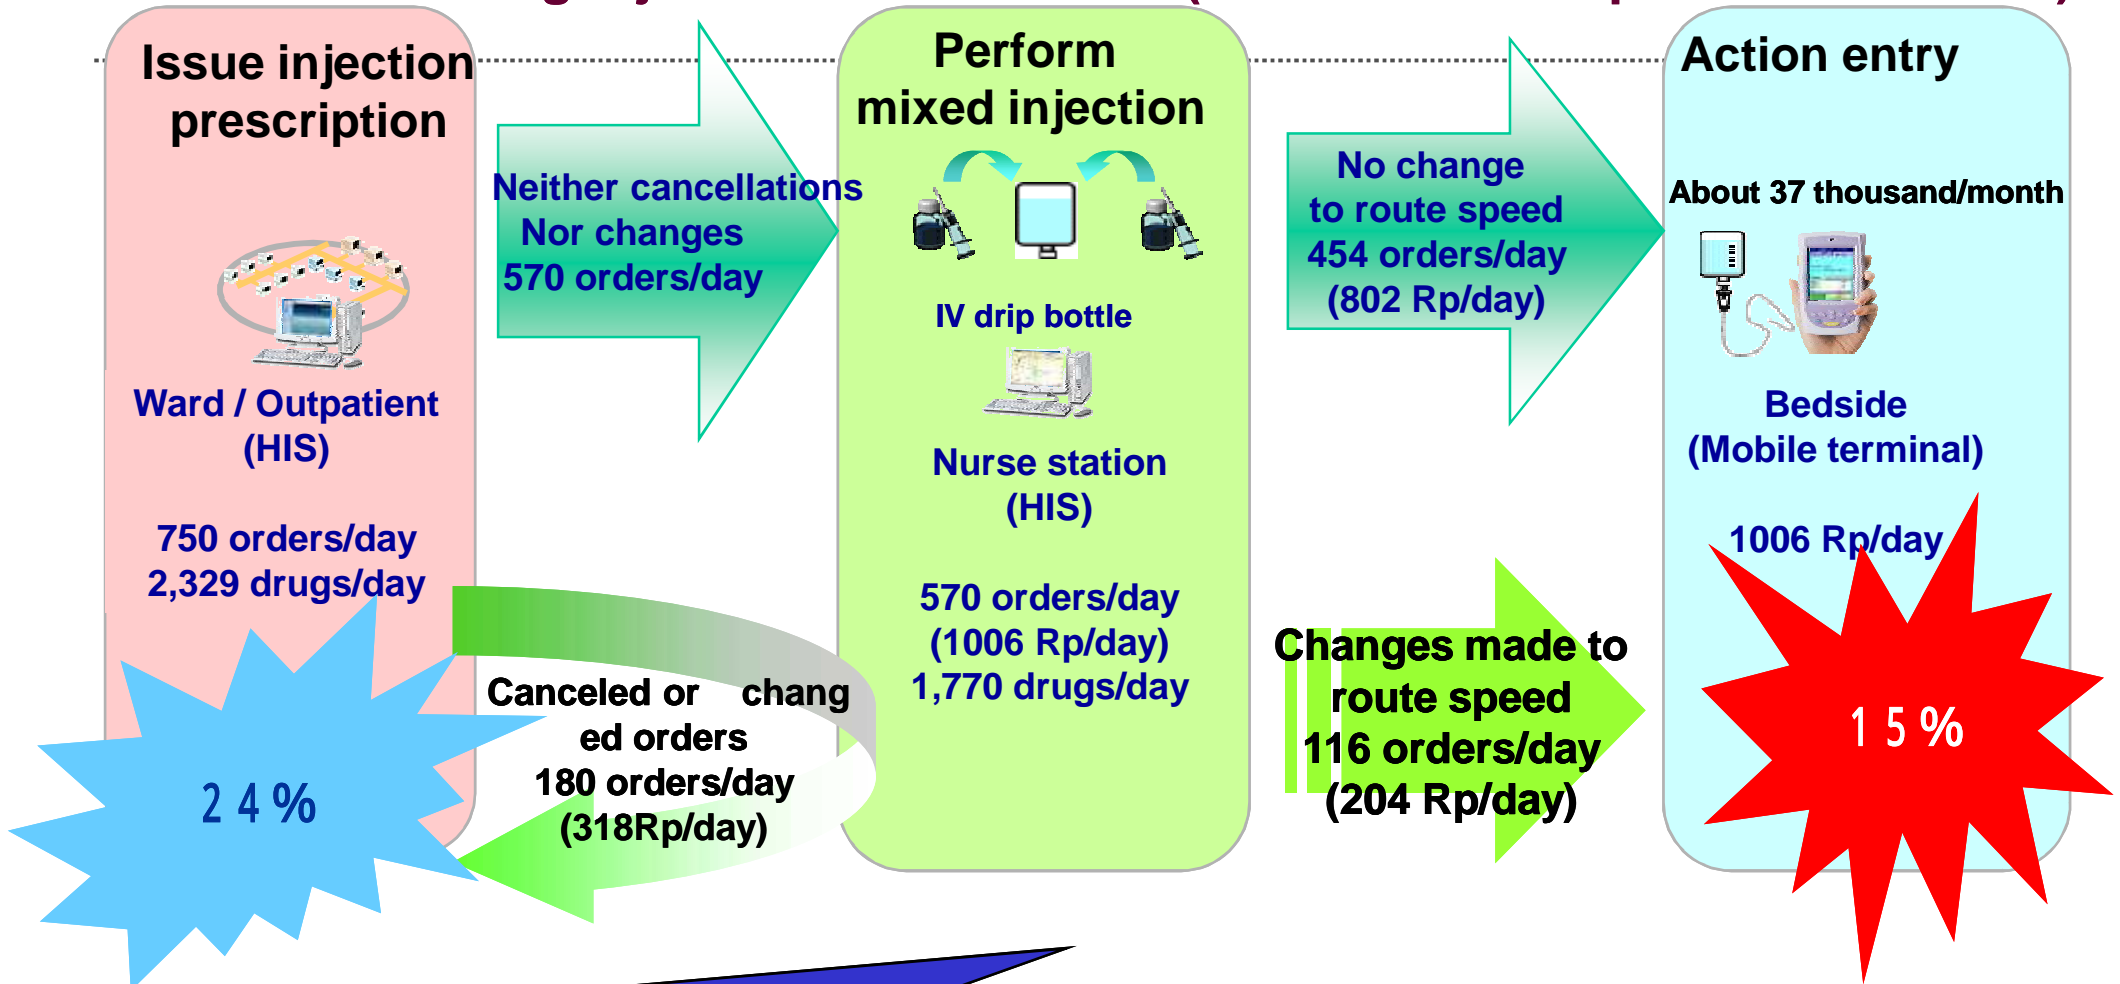 Issue injection
prescription
Ward / Outpatient
(HIS)
750 orders/day
2,329 drugs/day
24%
Neither cancellations
Nor changes
570 orders/day
Canceled or chang
ed orders
180 orders/day
(318Rp/day)
Perform
mixed injection
IV drip bottle
Nurse station
(HIS)
570 orders/day
(1006 Rp/day)
1,770 drugs/day
No change
to route speed
454 orders/day
(802 Rp/day)
Changes made to
route speed
116 orders/day
(204 Rp/day)
Action entry
About 37 thousand/month
Bedside
(Mobile terminal)
1006 Rp/day
15%